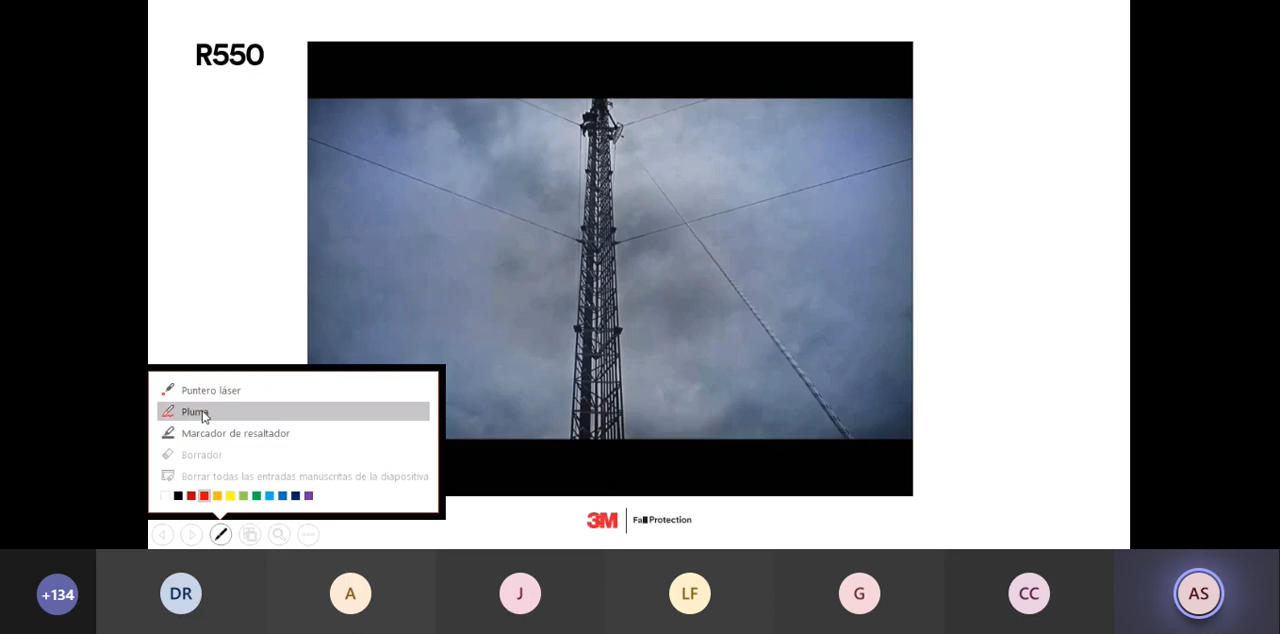 R550
Puntero láser
Pluma
Marcador de resaltador
Borrador
Borrar todas las entradas manuscritas de la diapositiva
3M Fall Protection
+134
DR
A
J
LF
G
CC
AS